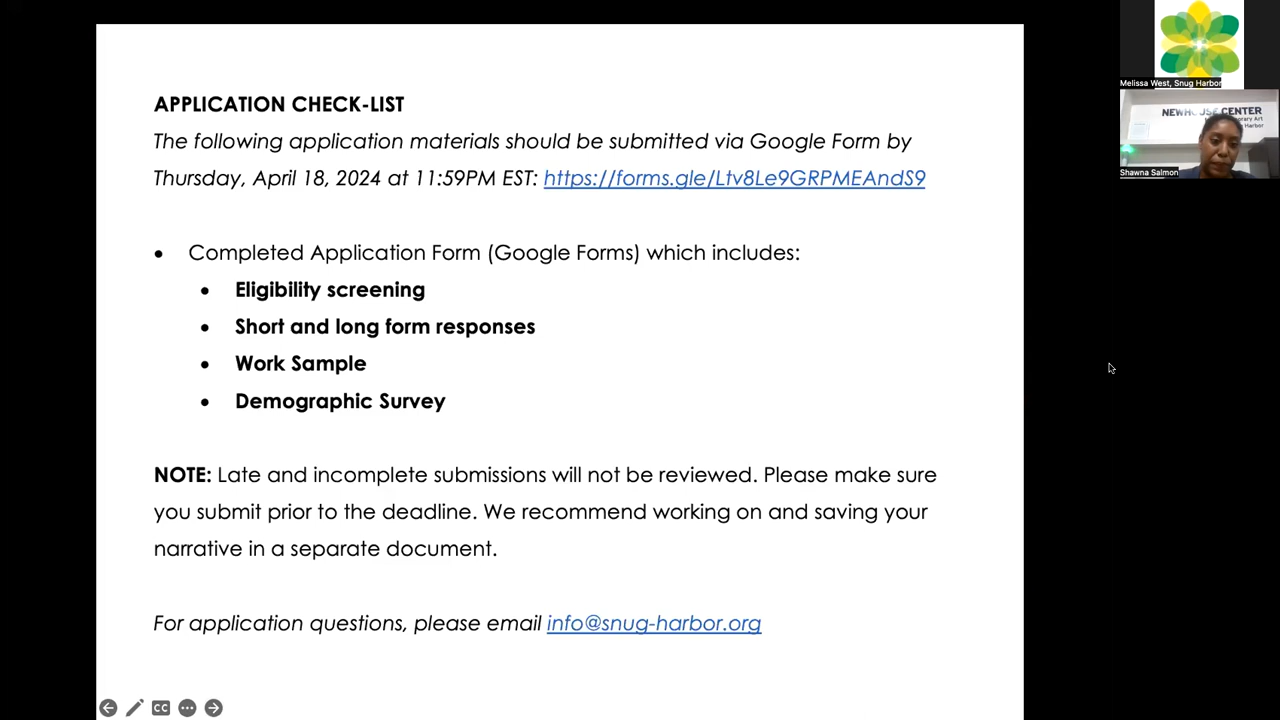 APPLICATION CHECK-LIST
The following application materials should be submitted via Google Form by
Thursday, April 18, 2024 at 11:59PM EST: https://forms.gle/Ltv8Le9GRPMEAndS9
• Completed Application Form (Google Forms) which includes:
• Eligibility screening
• Short and long form responses
• Work Sample
• Demographic Survey
NOTE: Late and incomplete submissions will not be reviewed. Please make sure
you submit prior to the deadline. We recommend working on and saving your
narrative in a separate document.
For application questions, please email info@snug-harbor.org
CC
Melissa West, Snug Harbor
CENTER
Harbor
Shawna Salmon